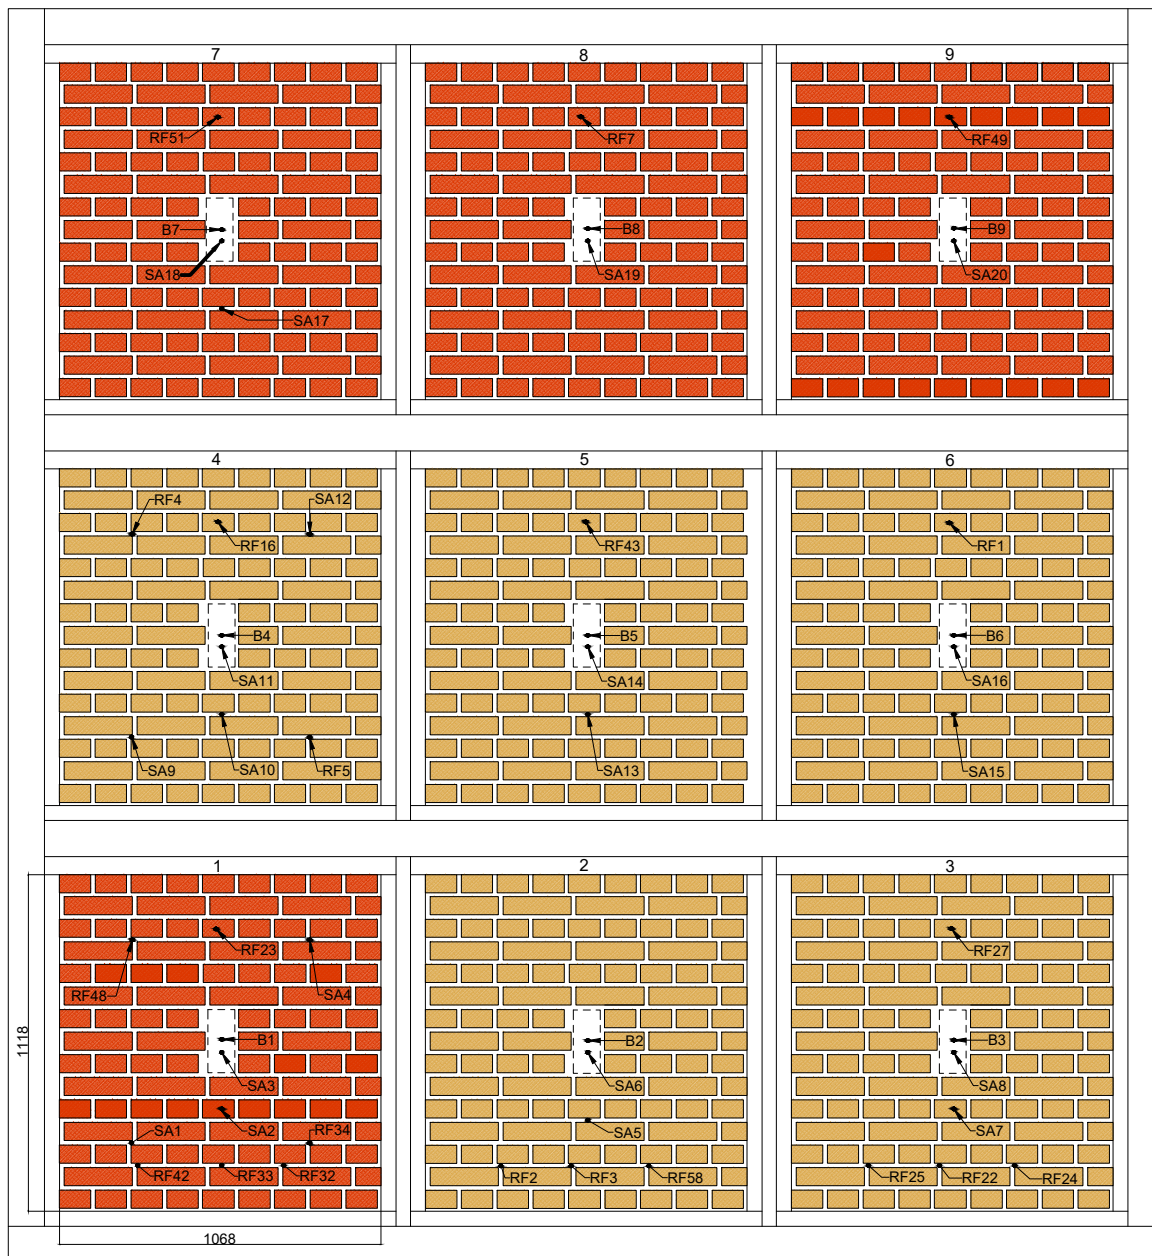 7 8 9
RF51 RF7 RF49
B7 B8 B9
SA18 SA19 SA20
SA17
4 5 6
RF4 SA12
RF16 RF43 RF1
B4 B5 B6
SA11 SA14 SA16
SA9 SA10 RF5 SA13 SA15
1 2 3
RF23 RF27
RF48 SA4
B1 B2 B3
SA3 SA6 SA8
SA1 SA2 RF34 SA5 SA7
RF42 RF33 RF32 RF2 RF3 RF58 RF25 RF22 RF24
1118
1068